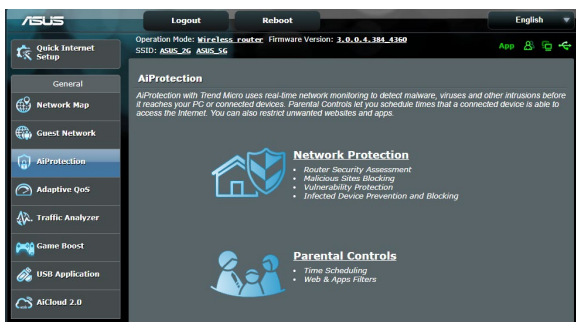 ASUS
Logout
Reboot
English
Operation Mode: Wireless router Firmware Version: 3.0.0.4.384_4360
SSID: ASUS_2G ASUS_5G
App
Quick Internet
Setup
General
Network Map
Guest Network
AiProtection
Adaptive QoS
Traffic Analyzer
Game Boost
USB Application
AiCloud 2.0
AiProtection
AiProtection with Trend Micro uses real-time network monitoring to detect malware, viruses and other intrusions before
it reaches your PC or connected devices. Parental Controls let you schedule times that a connected device is able to
access the Internet. You can also restrict unwanted websites and apps.
Network Protection
• Router Security Assessment
• Malicious Sites Blocking
• Vulnerability Protection
• Infected Device Prevention and Blocking
Parental Controls
• Time Scheduling
• Web & Apps Filters